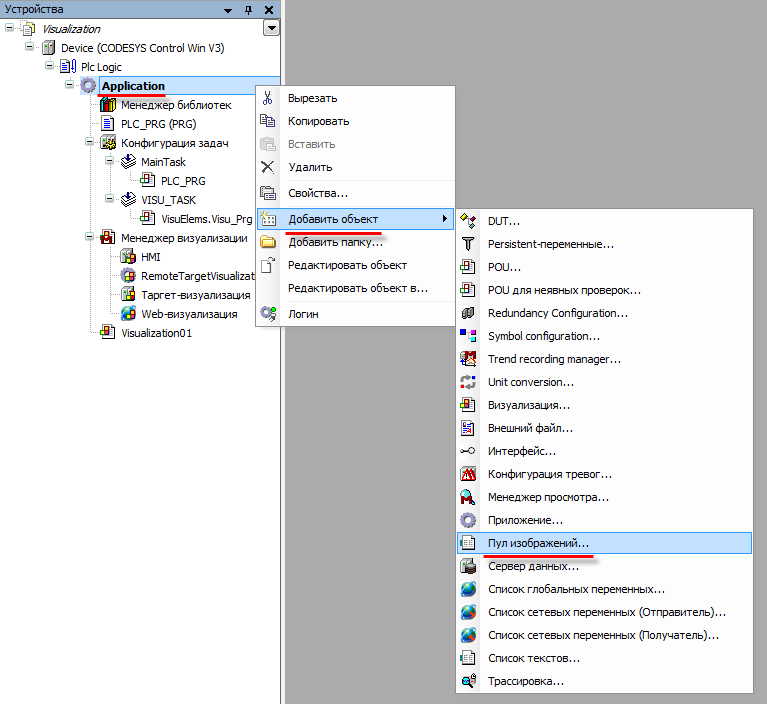 Устройства
Visualization
Device (CODESYS Control Win V3)
Plc Logic
Application
Менеджер библиотек
PLC_PRG (PRG)
Конфигурация задач
MainTask
PLC_PRG
VISU_TASK
VisuElems.Visu_Prg
Менеджер визуализации
HMI
RemoteTargetVisualizat
Таргет-визуализация
Web-визуализация
Visualization01
Вырезать
Копировать
Вставить
Удалить
Свойства...
Добавить объект
Добавить папку...
Редактировать объект
Редактировать объект в...
Логин
DUT...
Persistent-переменные...
POU...
POU для неявных проверок...
Redundancy Configuration...
Symbol configuration...
Trend recording manager...
Unit conversion...
Визуализация...
Внешний файл...
Интерфейс...
Конфигурация тревог...
Менеджер просмотра...
Приложение...
Пул изображений...
Сервер данных...
Список глобальных переменных...
Список сетевых переменных (Отправитель)...
Список сетевых переменных (Получатель)...
Список текстов...
Трассировка...